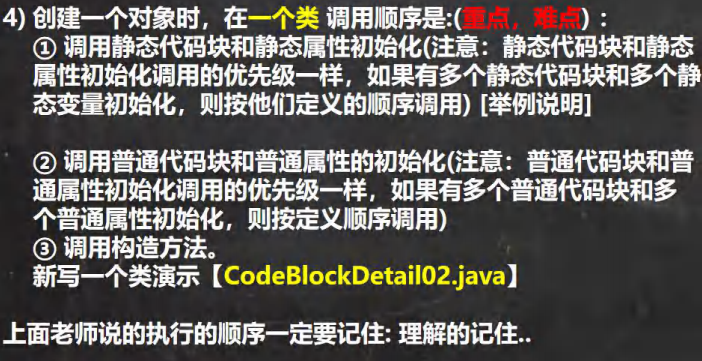 4) 创建一个对象时，在一个类 调用顺序是:(重点，难点)：
① 调用静态代码块和静态属性初始化(注意：静态代码块和静态
属性初始化调用的优先级一样，如果有多个静态代码块和多个静
态变量初始化，则按他们定义的顺序调用) [举例说明]
② 调用普通代码块和普通属性的初始化(注意：普通代码块和普
通属性初始化调用的优先级一样，如果有多个普通代码块和多
个普通属性初始化，则按定义顺序调用)
③ 调用构造方法。
新写一个类演示【CodeBlockDetail02.java】
上面老师说的执行的顺序一定要记住: 理解的记住..